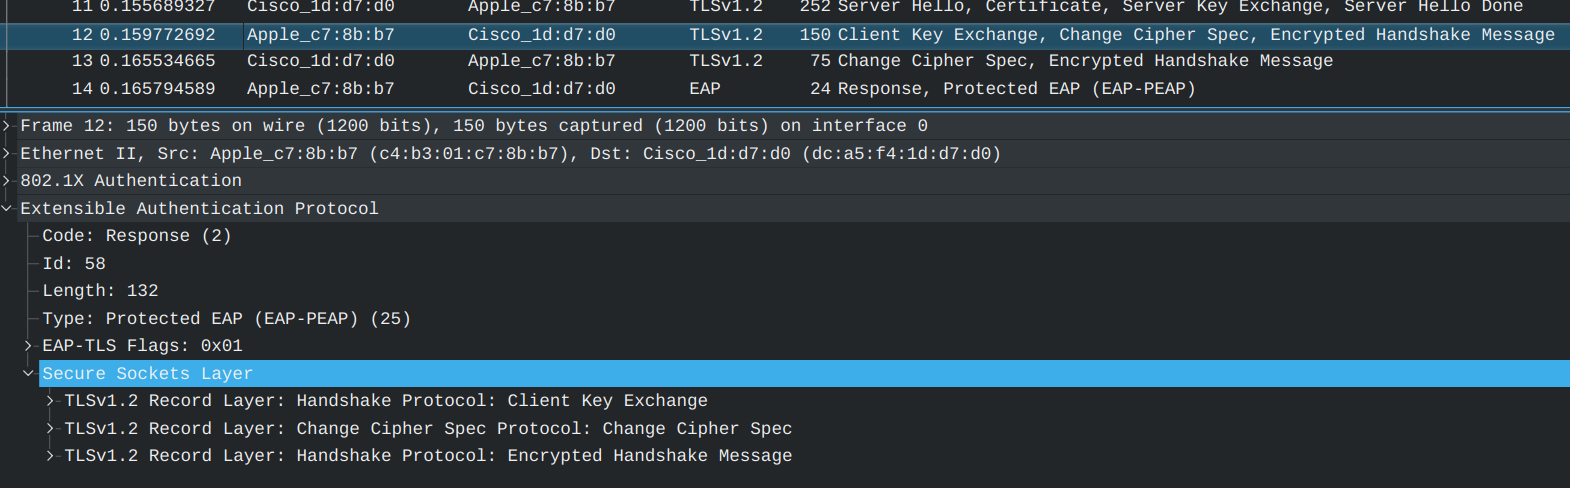 11 0.155689327 Cisco_1d:d7:d0 Apple_c7:8b:b7 TLSv1.2 252 Server Hello, Certificate, Server Key Exchange, Server Hello Done
12 0.159772692 Apple_c7:8b:b7 Cisco_1d:d7:d0 TLSv1.2 150 Client Key Exchange, Change Cipher Spec, Encrypted Handshake Message
13 0.165534665 Cisco_1d:d7:d0 Apple_c7:8b:b7 TLSv1.2 75 Change Cipher Spec, Encrypted Handshake Message
14 0.165794589 Apple_c7:8b:b7 Cisco_1d:d7:d0 EAP 24 Response, Protected EAP (EAP-PEAP)
Frame 12: 150 bytes on wire (1200 bits), 150 bytes captured (1200 bits) on interface 0
Ethernet II, Src: Apple_c7:8b:b7 (c4:b3:01:c7:8b:b7), Dst: Cisco_1d:d7:d0 (dc:a5:f4:1d:d7:d0)
802.1X Authentication
Extensible Authentication Protocol
Code: Response (2)
Id: 58
Length: 132
Type: Protected EAP (EAP-PEAP) (25)
EAP-TLS Flags: 0x01
Secure Sockets Layer
TLSv1.2 Record Layer: Handshake Protocol: Client Key Exchange
TLSv1.2 Record Layer: Change Cipher Spec Protocol: Change Cipher Spec
TLSv1.2 Record Layer: Handshake Protocol: Encrypted Handshake Message